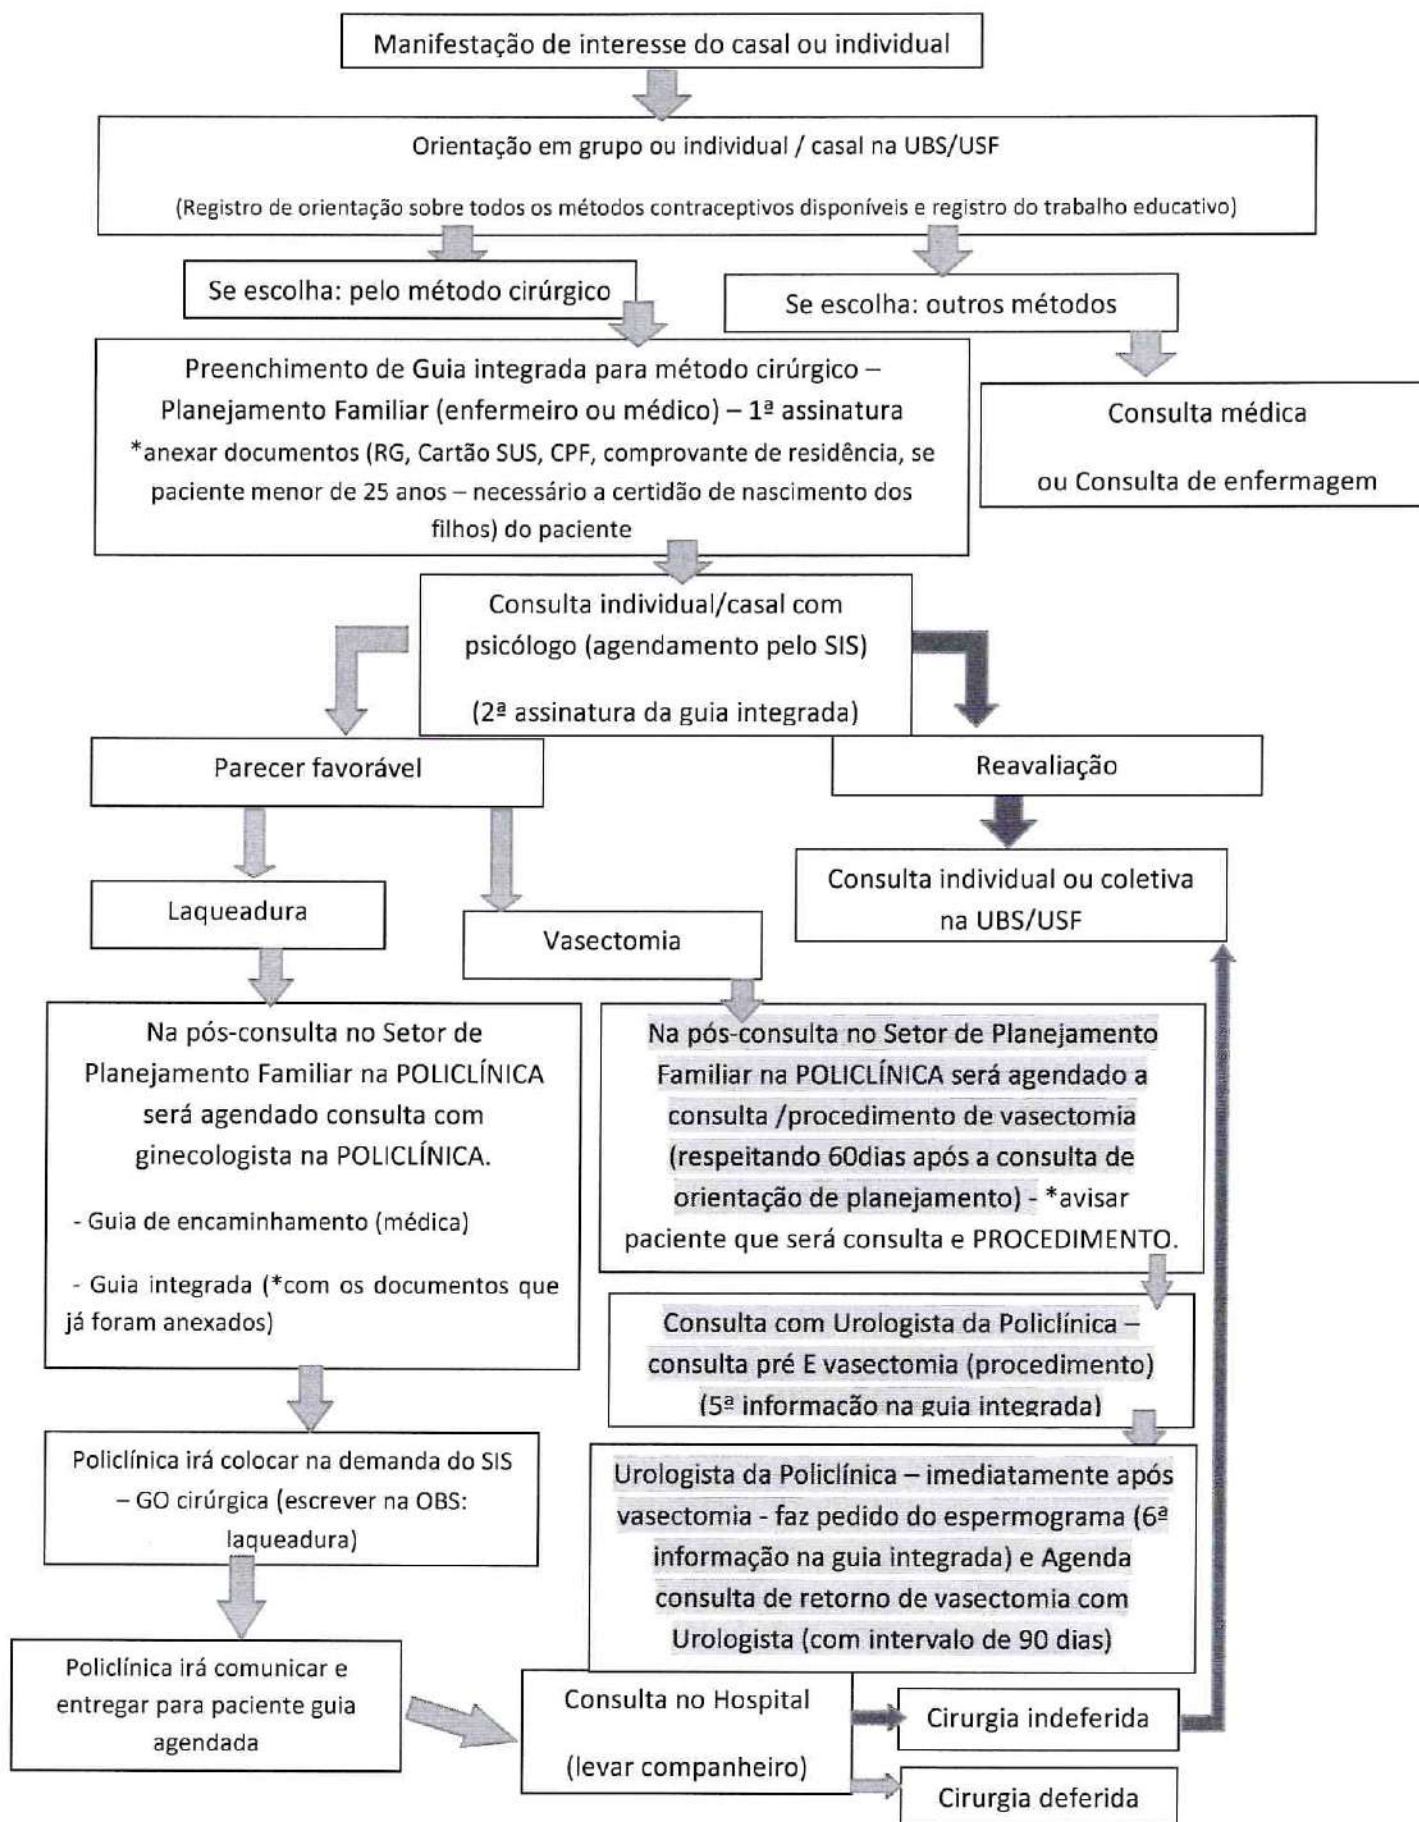 Manifestação de interesse do casal ou individual
Orientação em grupo ou individual / casal na UBS/USF
(Registro de orientação sobre todos os métodos contraceptivos disponíveis e registro do trabalho educativo)
Se escolha: pelo método cirúrgico
Se escolha: outros métodos
Preenchimento de Guia integrada para método cirúrgico –
Planejamento Familiar (enfermeiro ou médico) – 1ª assinatura
*anexar documentos (RG, Cartão SUS, CPF, comprovante de residência, se
paciente menor de 25 anos – necessário a certidão de nascimento dos
filhos) do paciente
Consulta médica
ou Consulta de enfermagem
Consulta individual/casal com
psicólogo (agendamento pelo SIS)
(2ª assinatura da guia integrada)
Parecer favorável
Reavaliação
Consulta individual ou coletiva
na UBS/USF
Laqueadura
Vasectomia
Na pós-consulta no Setor de
Planejamento Familiar na POLICLÍNICA
será agendado consulta com
ginecologista na POLICLÍNICA.
- Guia de encaminhamento (médica)
- Guia integrada (*com os documentos que
já foram anexados)
Na pós-consulta no Setor de Planejamento
Familiar na POLICLÍNICA será agendado a
consulta /procedimento de vasectomia
(respeitando 60dias após a consulta de
orientação de planejamento) - *avisar
paciente que será consulta e PROCEDIMENTO.
Consulta com Urologista da Policlínica –
consulta pré E vasectomia (procedimento)
(5ª informação na guia integrada)
Policlínica irá colocar na demanda do SIS
– GO cirúrgica (escrever na OBS:
laqueadura)
Urologista da Policlínica – imediatamente após
vasectomia - faz pedido do espermograma (6ª
informação na guia integrada) e Agenda
consulta de retorno de vasectomia com
Urologista (com intervalo de 90 dias)
Policlínica irá comunicar e
entregar para paciente guia
agendada
Consulta no Hospital
(levar companheiro)
Cirurgia indeferida
Cirurgia deferida